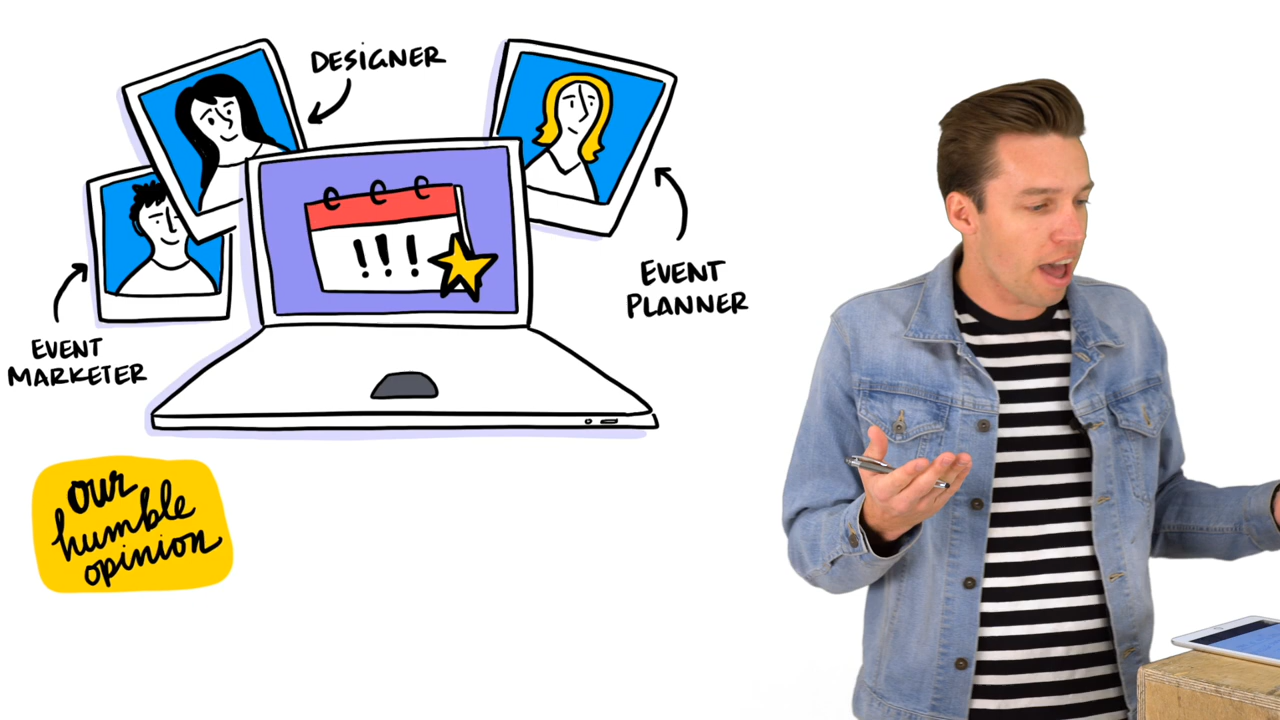 DESIGNER
EVENT
PLANNER
!!!
EVENT
MARKETER
our
humble
opinion